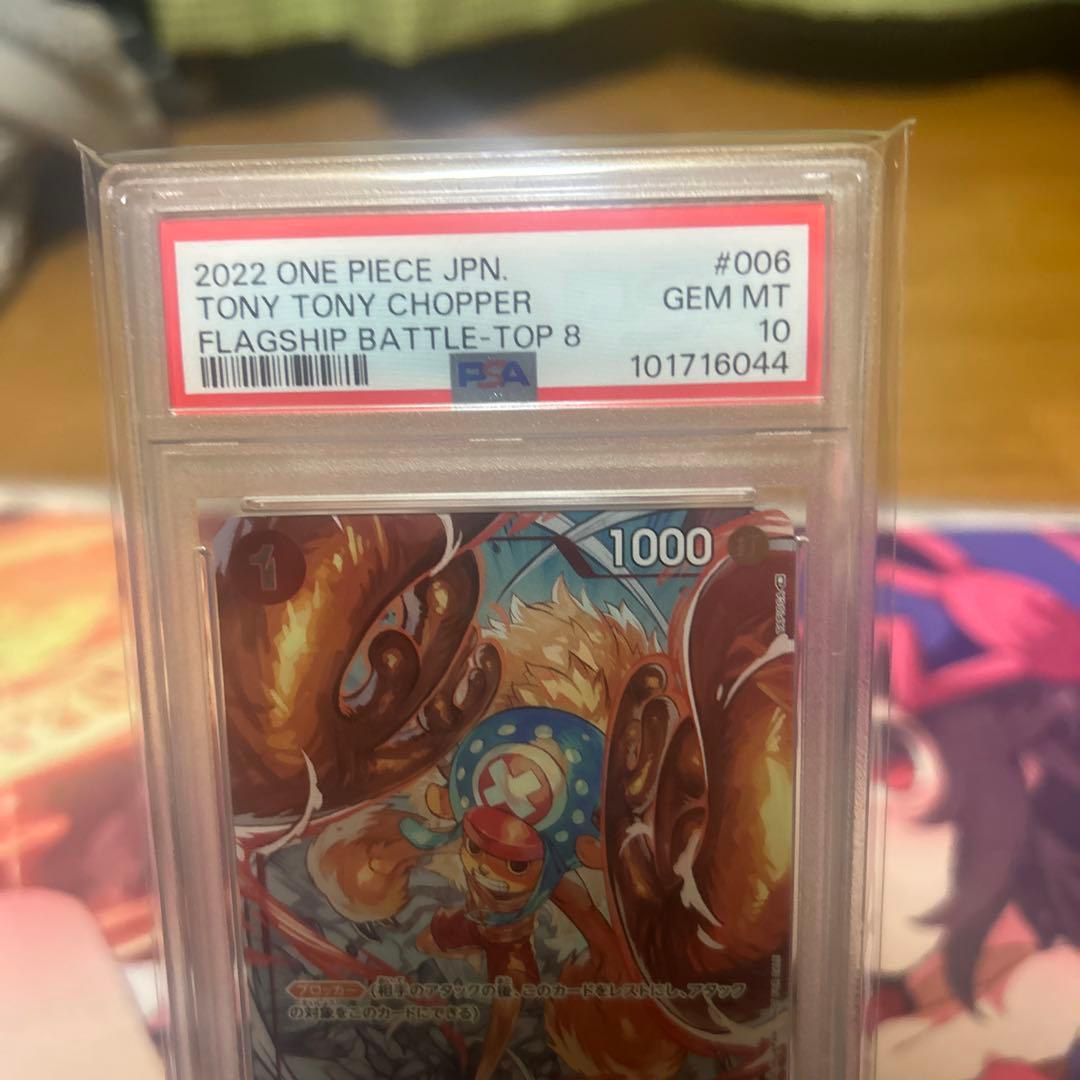 2022 ONE PIECE JPN.
#006
TONY TONY CHOPPER
GEM MT
FLAGSHIP BATTLE-TOP 8
10
PSA
101716044
1
1000
ブロッカー (相手のアタックの後、このカードをレストにし、アタック
の対象をこのカードにできる)